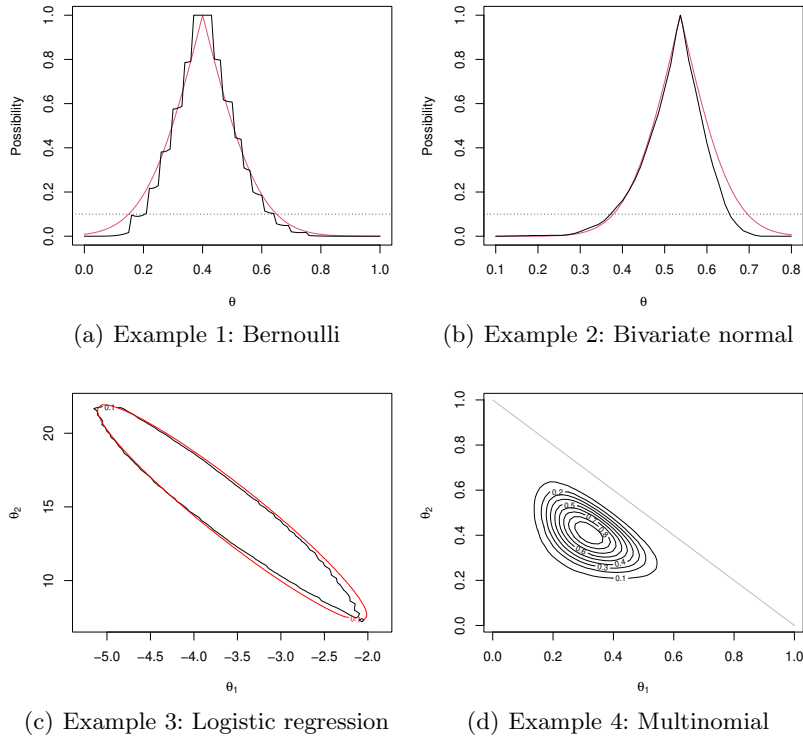 1.0
0.8
0.6
0.4
0.2
0.0
Possibility
0.0 0.2 0.4 0.6 0.8 1.0
θ
(a) Example 1: Bernoulli
1.0
0.8
0.6
0.4
0.2
0.0
Possibility
0.1 0.2 0.3 0.4 0.5 0.6 0.7 0.8
θ
(b) Example 2: Bivariate normal
20
15
10
θ2
0.1
−5.0 −4.5 −4.0 −3.5 −3.0 −2.5 −2.0
θ1
(c) Example 3: Logistic regression
1.0
0.8
0.6
0.4
0.2
0.0
θ2
0.2
0.4
0.3
0.1
0.0 0.2 0.4 0.6 0.8 1.0
θ1
(d) Example 4: Multinomial